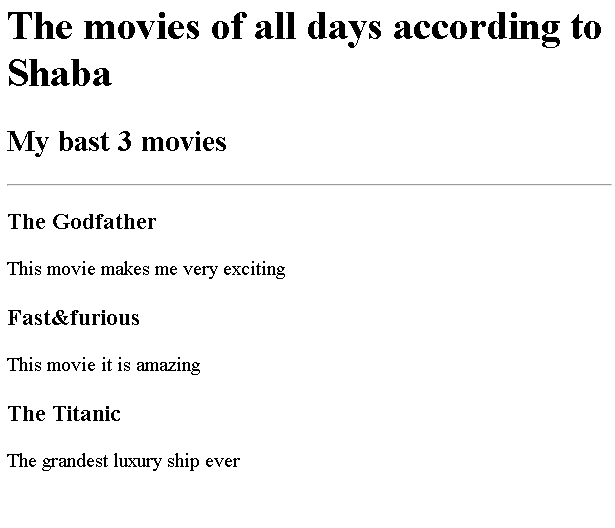 The movies of all days according to
Shaba
My bast 3 movies
The Godfather
This movie makes me very exciting
Fast&furious
This movie it is amazing
The Titanic
The grandest luxury ship ever